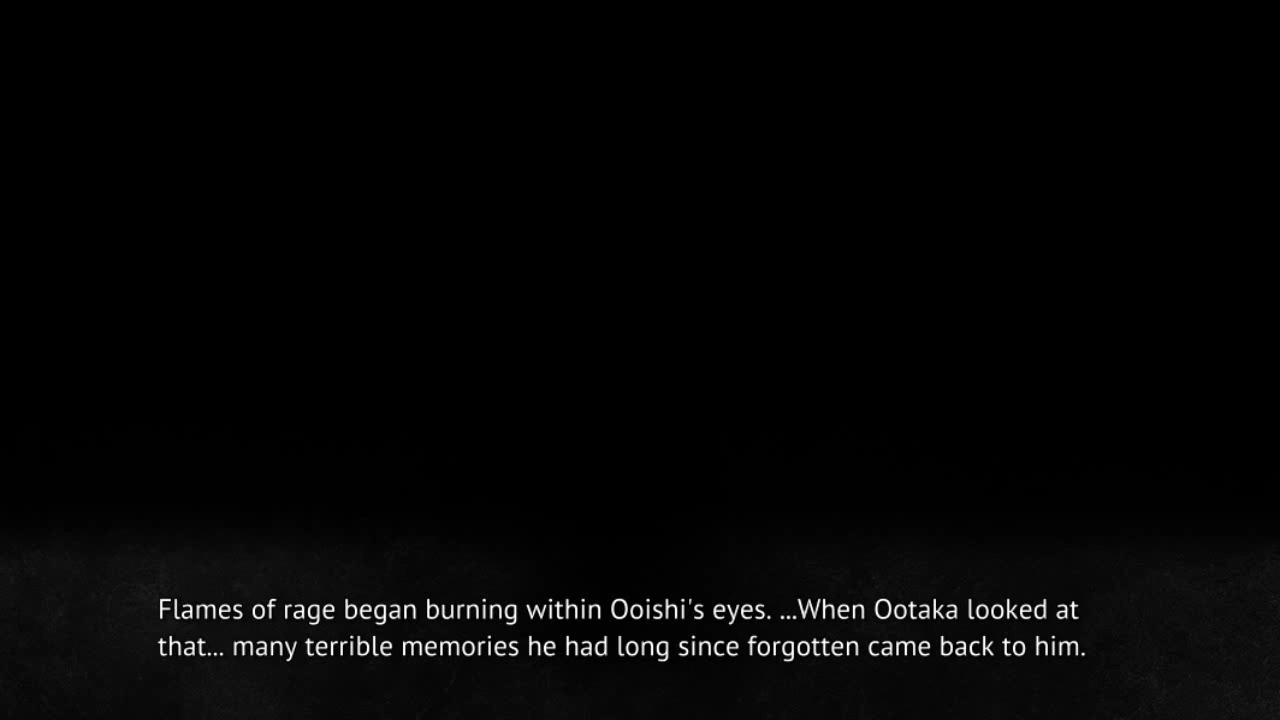 Flames of rage began burning within Ooishi's eyes. ...When Ootaka looked at
that... many terrible memories he had long since forgotten came back to him.